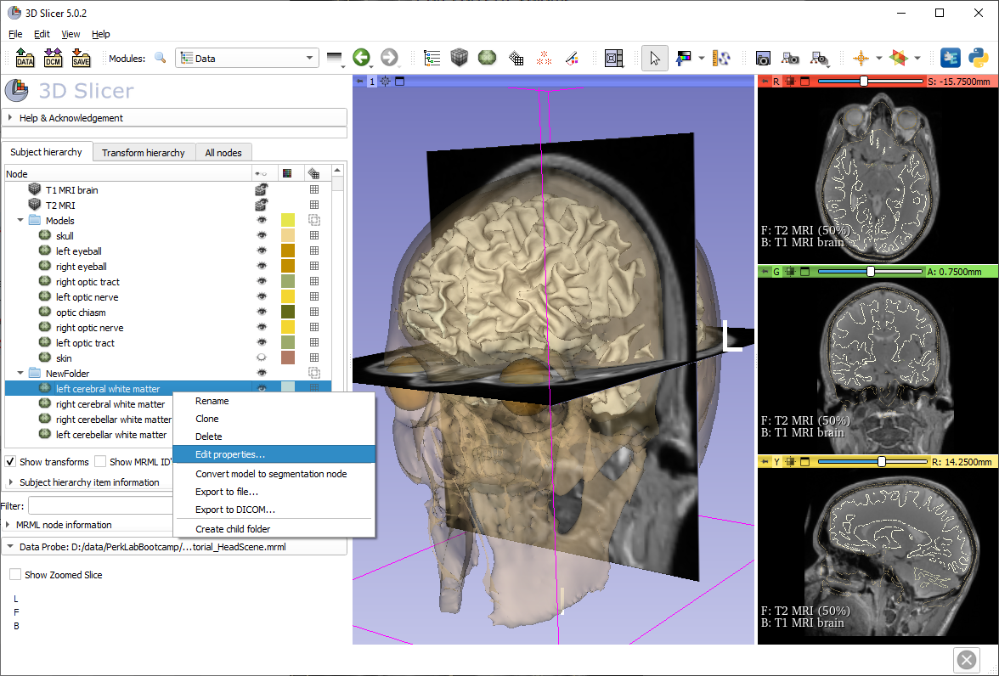 3D Slicer 5.0.2
File Edit View Help
DATA DCM SAVE Modules: Data
3D Slicer
Help & Acknowledgement
Subject hierarchy Transform hierarchy All nodes
Node
T1 MRI brain
T2 MRI
Models
skull
left eyeball
right eyeball
right optic tract
left optic nerve
optic chiasm
right optic nerve
left optic tract
skin
NewFolder
left cerebral white matter
right cerebral white matter
right cerebellar white matter
left cerebellar white matter
Show transforms Show MRML ID'
Subject hierarchy item information
Filter:
MRML node information
Data Probe: D:/data/PerkLabBootcamp/...torial_HeadScene.mrml
Show Zoomed Slice
L
F
B
Rename
Clone
Delete
Edit properties...
Convert model to segmentation node
Export to file...
Export to DICOM...
Create child folder
1
L
R S: -15.7500mm
F: T2 MRI (50%)
B: T1 MRI brain
G A: 0.7500mm
F: T2 MRI (50%)
B: T1 MRI brain
Y R: 14.2500mm
F: T2 MRI (50%)
B: T1 MRI brain